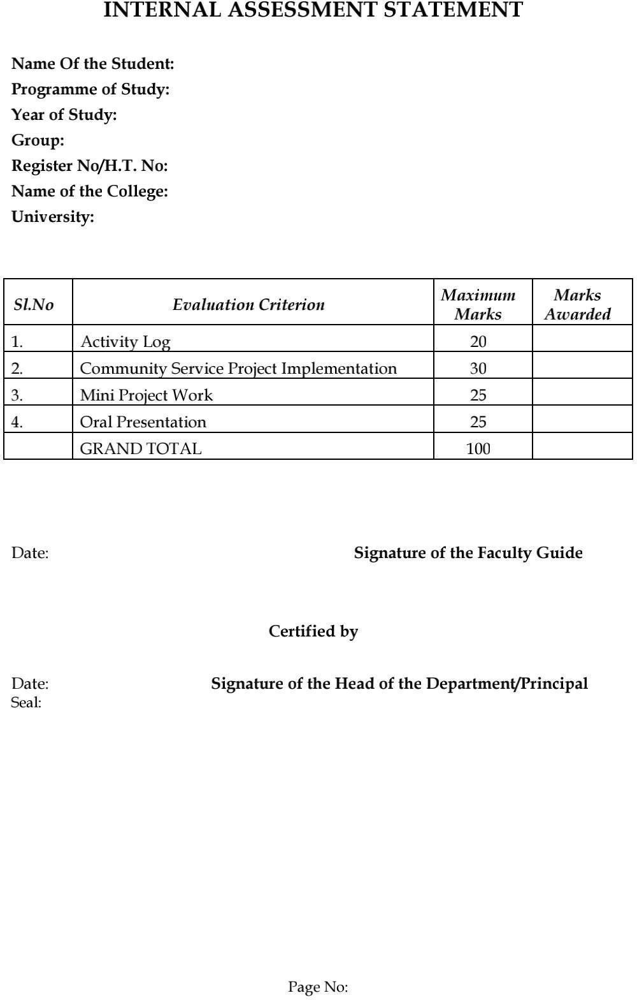 INTERNAL ASSESSMENT STATEMENT
Name Of the Student:
Programme of Study:
Year of Study:
Group:
Register No/H.T. No:
Name of the College:
University:
Sl.No Evaluation Criterion Maximum Marks Marks Awarded
1. Activity Log 20
2. Community Service Project Implementation 30
3. Mini Project Work 25
4. Oral Presentation 25
GRAND TOTAL 100
Date: Signature of the Faculty Guide
Certified by
Date: Signature of the Head of the Department/Principal
Seal:
Page No: